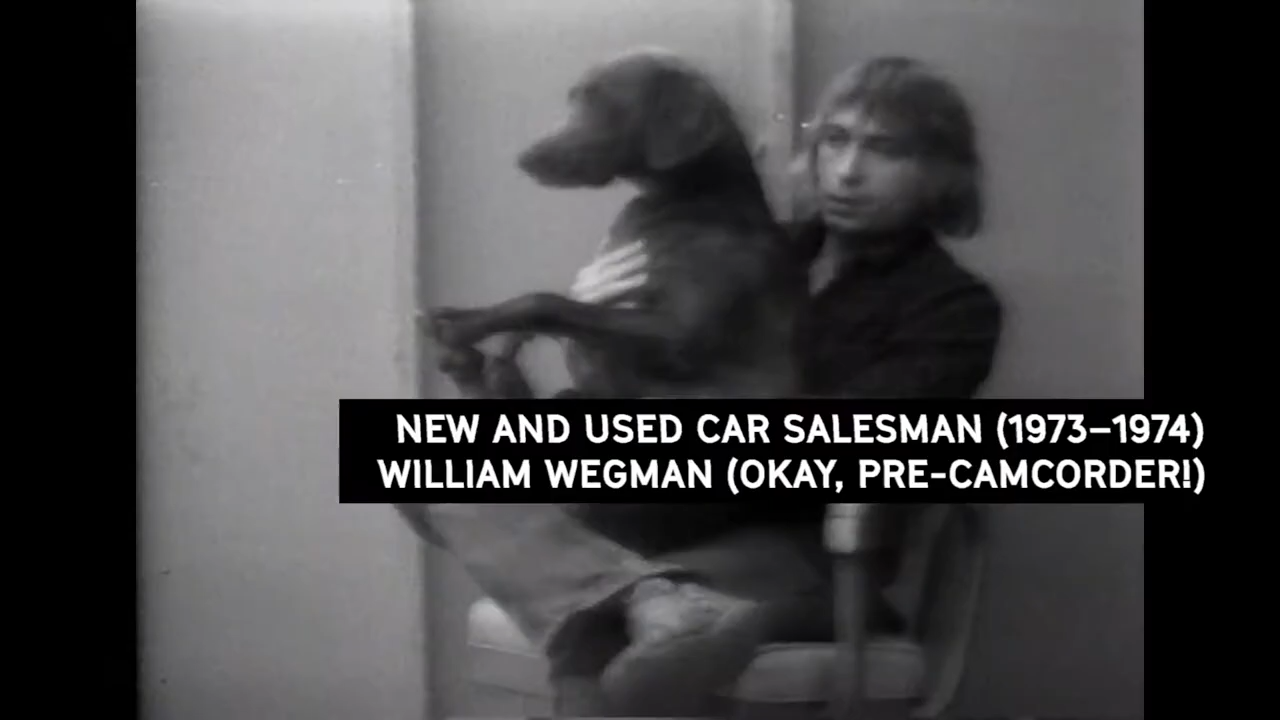 NEW AND USED CAR SALESMAN (1973–1974)
WILLIAM WEGMAN (OKAY, PRE-CAMCORDER!)